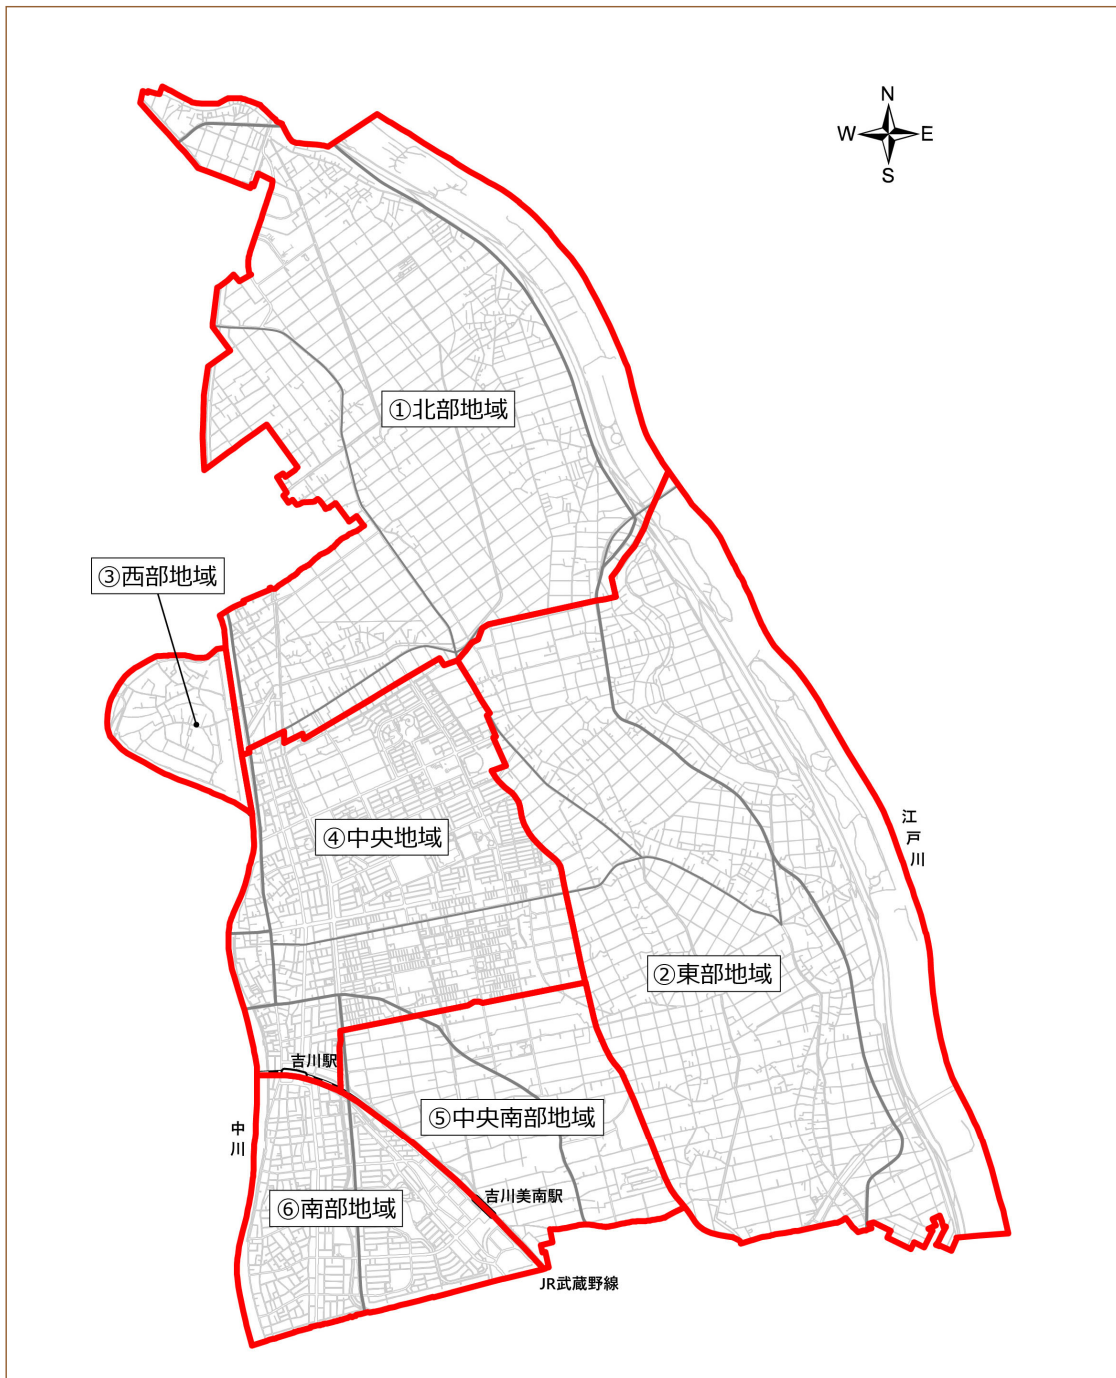 N
W E
S
①北部地域
③西部地域
江戸川
④中央地域
②東部地域
吉川駅
⑤中央南部地域
中川
吉川美南駅
⑥南部地域
JR武蔵野線